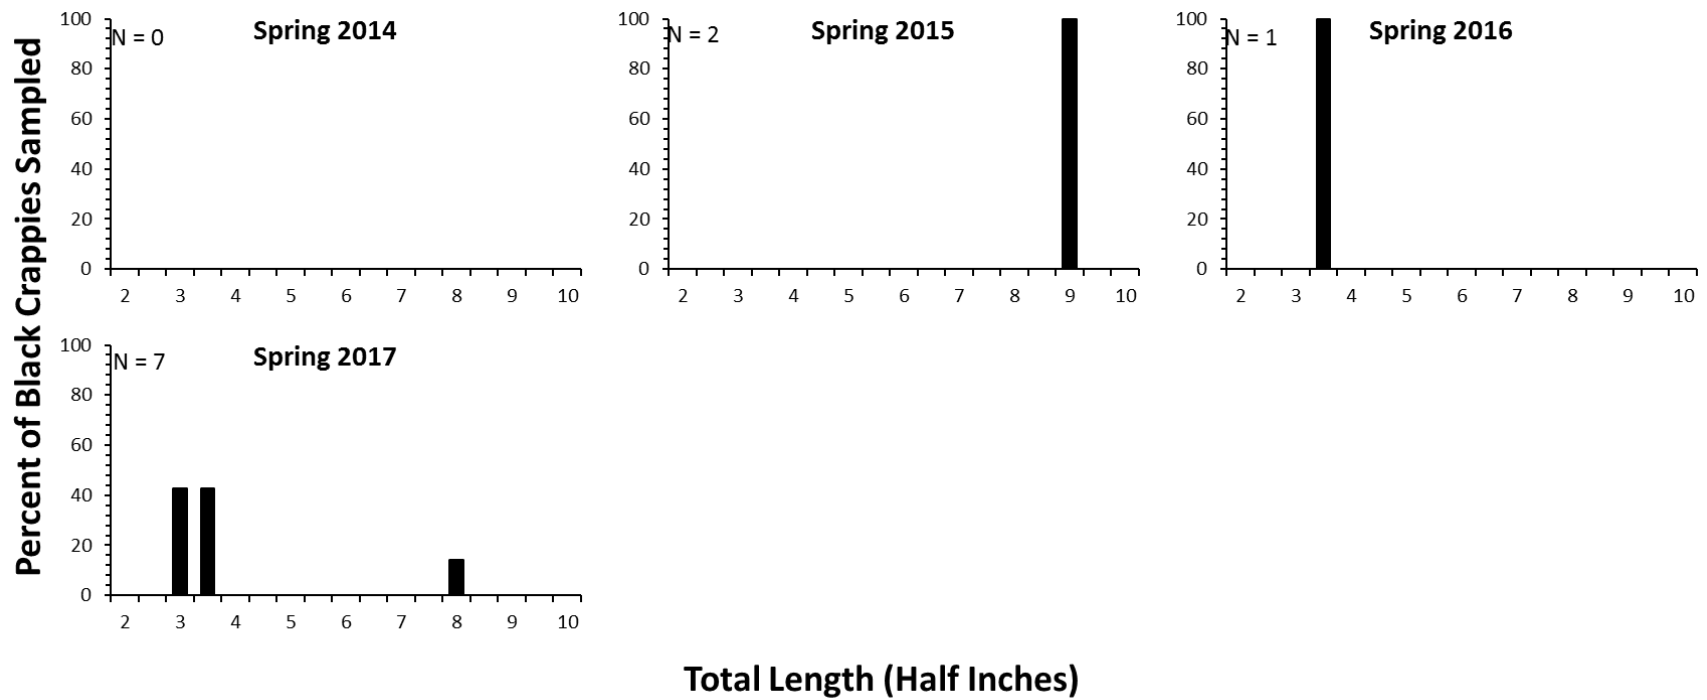 Percent of Black Crappies Sampled
N = 0
Spring 2014
100
80
60
40
20
0
2 3 4 5 6 7 8 9 10
N = 2
Spring 2015
100
80
60
40
20
0
2 3 4 5 6 7 8 9 10
N = 1
Spring 2016
100
80
60
40
20
0
2 3 4 5 6 7 8 9 10
N = 7
Spring 2017
100
80
60
40
20
0
2 3 4 5 6 7 8 9 10
Total Length (Half Inches)